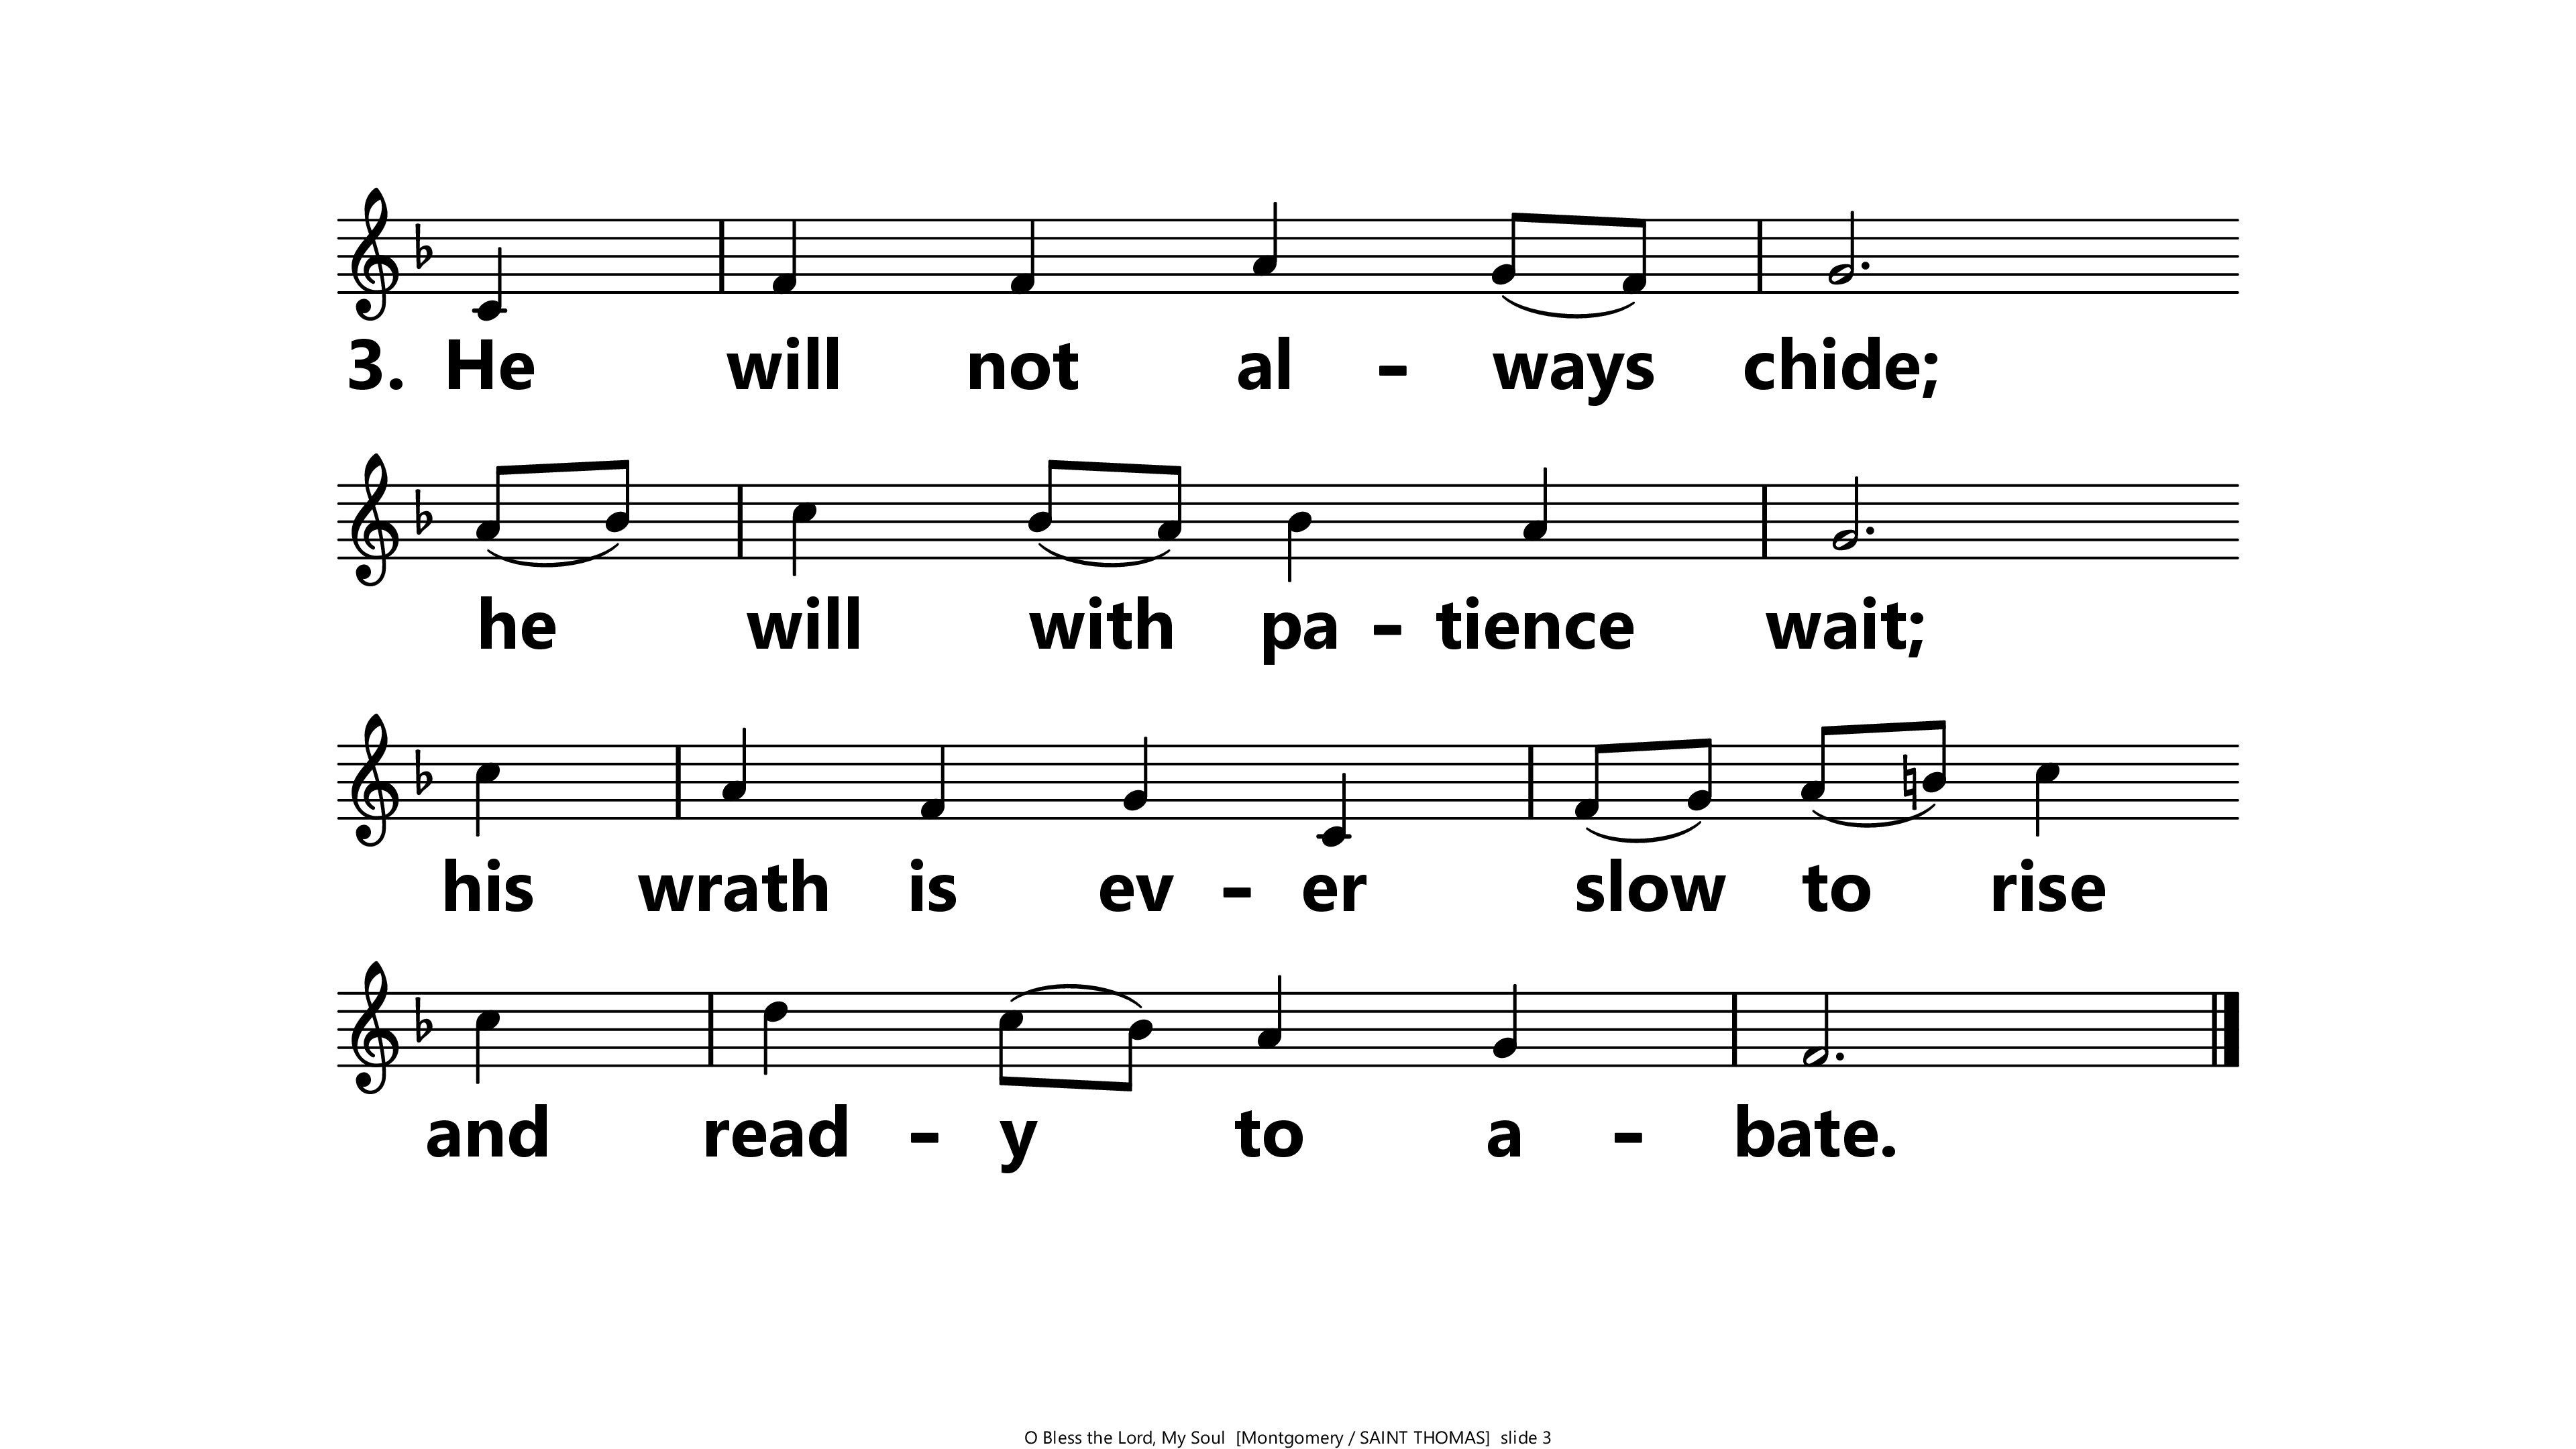 3. He will not al - ways chide;
he will with pa - tience wait;
his wrath is ev - er slow to rise
and read - y to a - bate.
O Bless the Lord, My Soul [Montgomery / SAINT THOMAS] slide 3